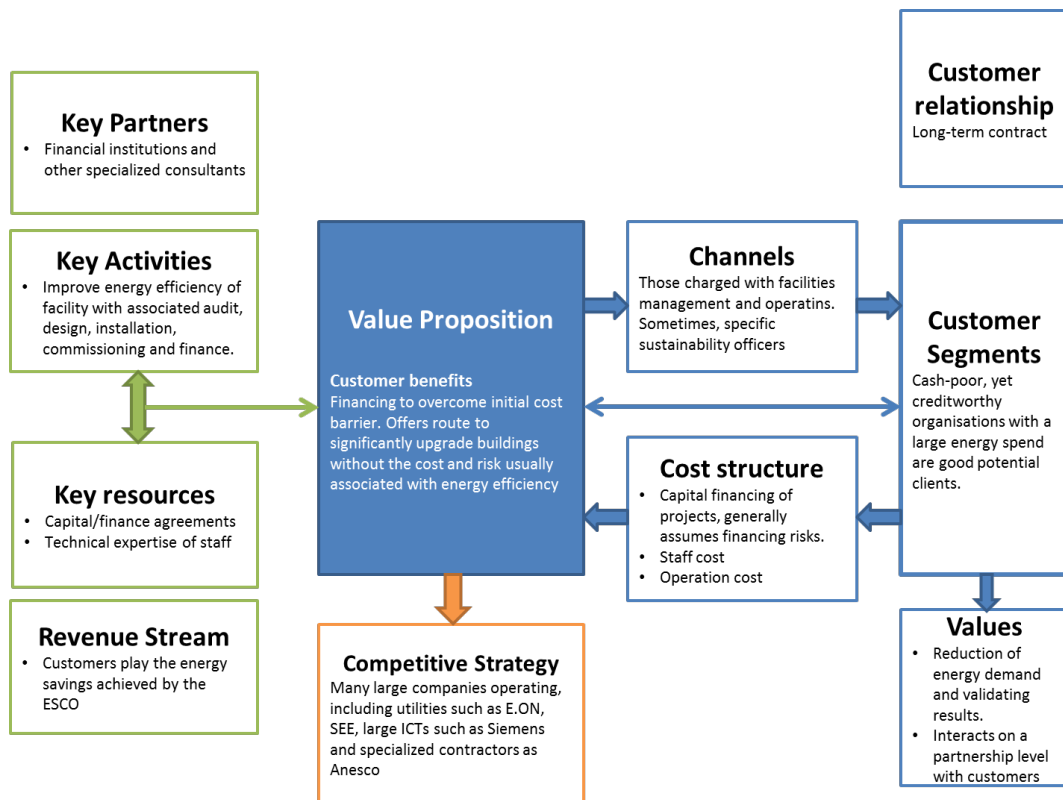 Key Partners
• Financial institutions and
other specialized consultants
Key Activities
• Improve energy efficiency of
facility with associated audit,
design, installation,
commissioning and finance.
Key resources
• Capital/finance agreements
• Technical expertise of staff
Revenue Stream
• Customers play the energy
savings achieved by the
ESCO
Value Proposition
Customer benefits
Financing to overcome initial cost
barrier. Offers route to
significantly upgrade buildings
without the cost and risk usually
associated with energy efficiency
Competitive Strategy
Many large companies operating,
including utilities such as E.ON,
SEE, large ICTs such as Siemens
and specialized contractors as
Anesco
Channels
Those charged with facilities
management and operatins.
Sometimes, specific
sustainability officers
Cost structure
• Capital financing of
projects, generally
assumes financing risks.
• Staff cost
• Operation cost
Customer
relationship
Long-term contract
Customer
Segments
Cash-poor, yet
creditworthy
organisations with a
large energy spend
are good potential
clients.
Values
• Reduction of
energy demand
and validating
results.
• Interacts on a
partnership level
with customers